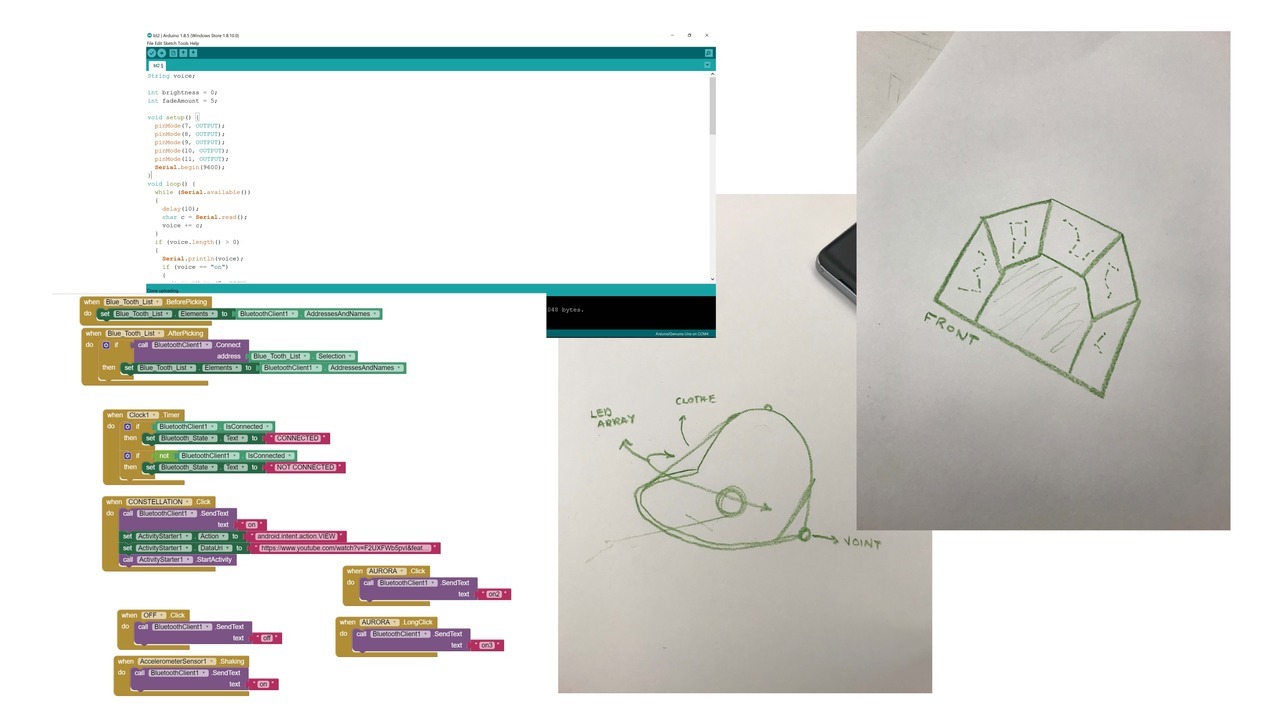 bt2 | Arduino 1.8.5 (Windows Store 1.8.10.0)
File Edit Sketch Tools Help
bt2 §
String voice;
int brightness = 0;
int fadeAmount = 5;
void setup() {
pinMode(7, OUTPUT);
pinMode(8, OUTPUT);
pinMode(9, OUTPUT);
pinMode(10, OUTPUT);
pinMode(11, OUTPUT);
Serial.begin(9600);
}
void loop() {
while (Serial.available())
{
delay(10);
char c = Serial.read();
voice += c;
}
if (voice.length() > 0)
{
Serial.println(voice);
if (voice == "on")
{
Done uploading.
048 bytes.
Arduino/Genuino Uno on COM4
when Blue_Tooth_List .BeforePicking
do set Blue_Tooth_List . Elements to BluetoothClient1 . AddressesAndNames
when Blue_Tooth_List .AfterPicking
do if call BluetoothClient1 .Connect
address Blue_Tooth_List . Selection
then set Blue_Tooth_List . Elements to BluetoothClient1 . AddressesAndNames
when Clock1 .Timer
do if BluetoothClient1 . IsConnected
then set Bluetooth_State . Text to " CONNECTED "
if not BluetoothClient1 . IsConnected
then set Bluetooth_State . Text to " NOT CONNECTED "
when CONSTELLATION .Click
do call BluetoothClient1 .SendText
text " on "
set ActivityStarter1 . Action to " android.intent.action.VIEW "
set ActivityStarter1 . DataUri to " https://www.youtube.com/watch?v=F2UXFWb5pvI&feat... "
call ActivityStarter1 .StartActivity
when AURORA .Click
do call BluetoothClient1 .SendText
text " on2 "
when OFF .Click
do call BluetoothClient1 .SendText
text " off "
when AURORA .LongClick
do call BluetoothClient1 .SendText
text " on3 "
when AccelerometerSensor1 .Shaking
do call BluetoothClient1 .SendText
text " on "
LED
ARRAY
CLOTHE
VOINT
FRONT